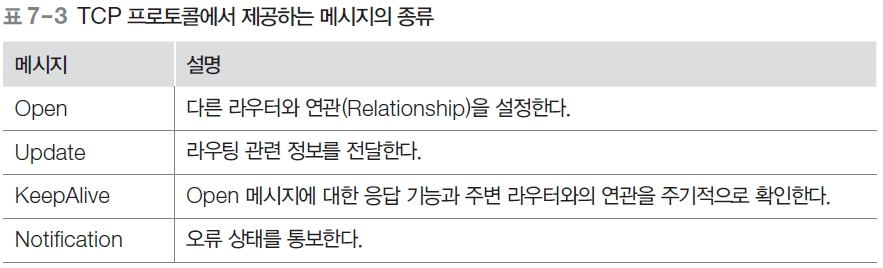 표 7-3 TCP 프로토콜에서 제공하는 메시지의 종류
메시지 설명
Open 다른 라우터와 연관(Relationship)을 설정한다.
Update 라우팅 관련 정보를 전달한다.
KeepAlive Open 메시지에 대한 응답 기능과 주변 라우터와의 연관을 주기적으로 확인한다.
Notification 오류 상태를 통보한다.